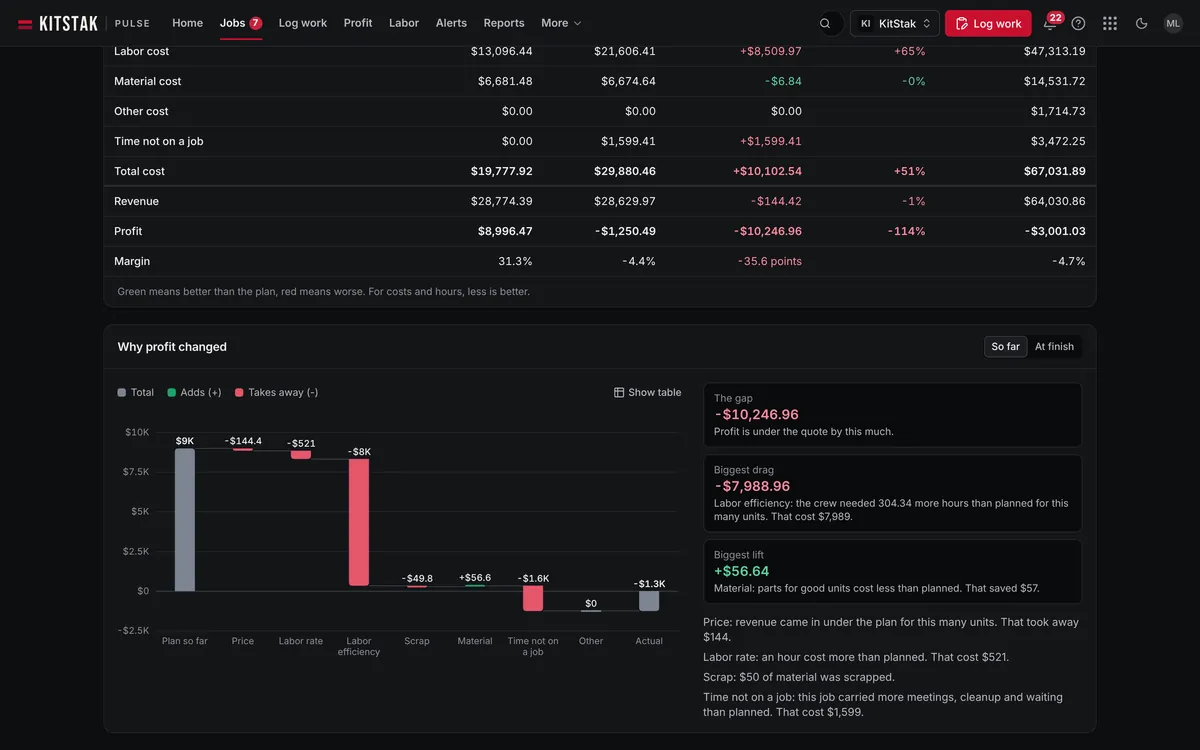 KITSTAK PULSE Home Jobs 7 Log work Profit Labor Alerts Reports More KI KitStak Log work 22 ML
Labor cost $13,096.44 $21,606.41 +$8,509.97 +65% $47,313.19
Material cost $6,681.48 $6,674.64 -$6.84 -0% $14,531.72
Other cost $0.00 $0.00 $0.00 $1,714.73
Time not on a job $0.00 $1,599.41 +$1,599.41 $3,472.25
Total cost $19,777.92 $29,880.46 +$10,102.54 +51% $67,031.89
Revenue $28,774.39 $28,629.97 -$144.42 -1% $64,030.86
Profit $8,996.47 -$1,250.49 -$10,246.96 -114% -$3,001.03
Margin 31.3% -4.4% -35.6 points -4.7%
Green means better than the plan, red means worse. For costs and hours, less is better.
Why profit changed
So far At finish
Total Adds (+) Takes away (-)
Show table
$10K
$7.5K
$5K
$2.5K
$0
-$2.5K
$9K -$144.4 -$521 -$8K -$49.8 +$56.6 -$1.6K $0 -$1.3K
Plan so far Price Labor rate Labor efficiency Scrap Material Time not on a job Other Actual
The gap
-$10,246.96
Profit is under the quote by this much.
Biggest drag
-$7,988.96
Labor efficiency: the crew needed 304.34 more hours than planned for this
many units. That cost $7,989.
Biggest lift
+$56.64
Material: parts for good units cost less than planned. That saved $57.
Price: revenue came in under the plan for this many units. That took away
$144.
Labor rate: an hour cost more than planned. That cost $521.
Scrap: $50 of material was scrapped.
Time not on a job: this job carried more meetings, cleanup and waiting
than planned. That cost $1,599.